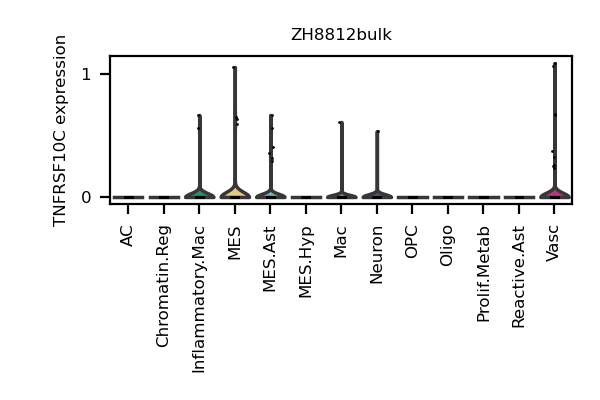 ZH8812bulk
TNFRSF10C expression
1
0
AC
Chromatin.Reg
Inflammatory.Mac
MES
MES.Ast
MES.Hyp
Mac
Neuron
OPC
Oligo
Prolif.Metab
Reactive.Ast
Vasc